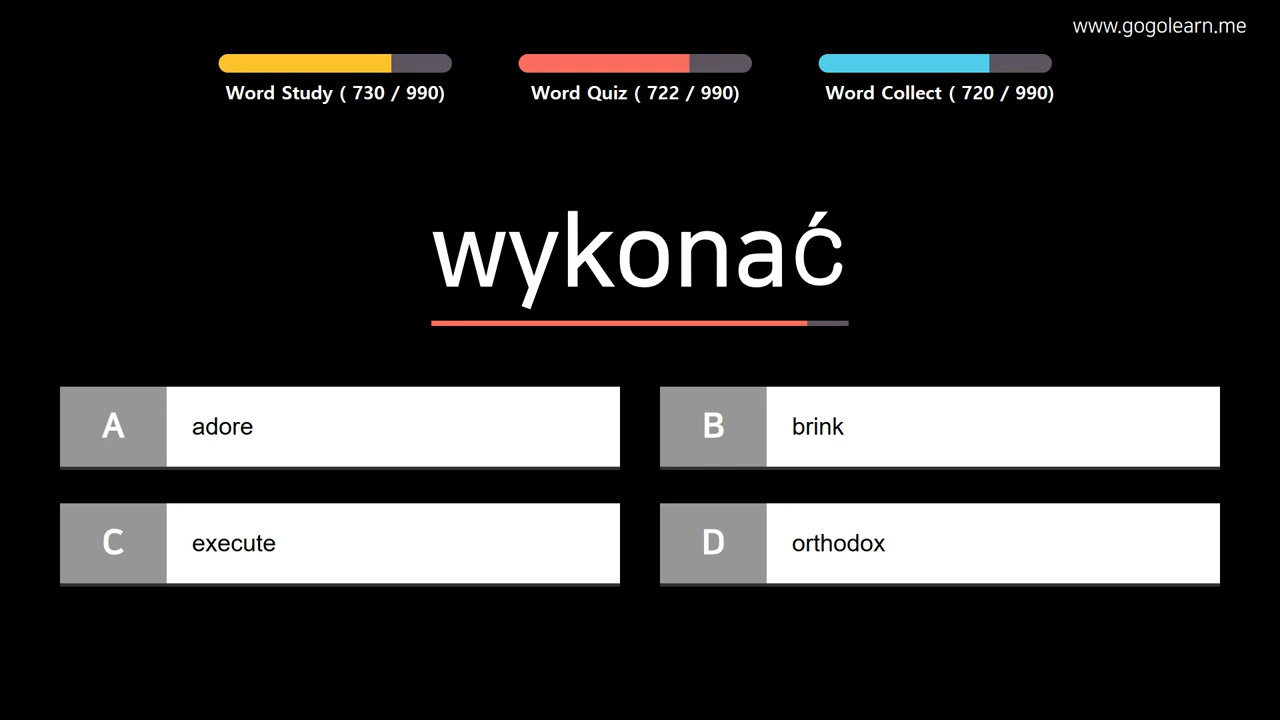 www.gogolearn.me
Word Study ( 730 / 990)
Word Quiz ( 722 / 990)
Word Collect ( 720 / 990)
wykonać
A adore
B brink
C execute
D orthodox